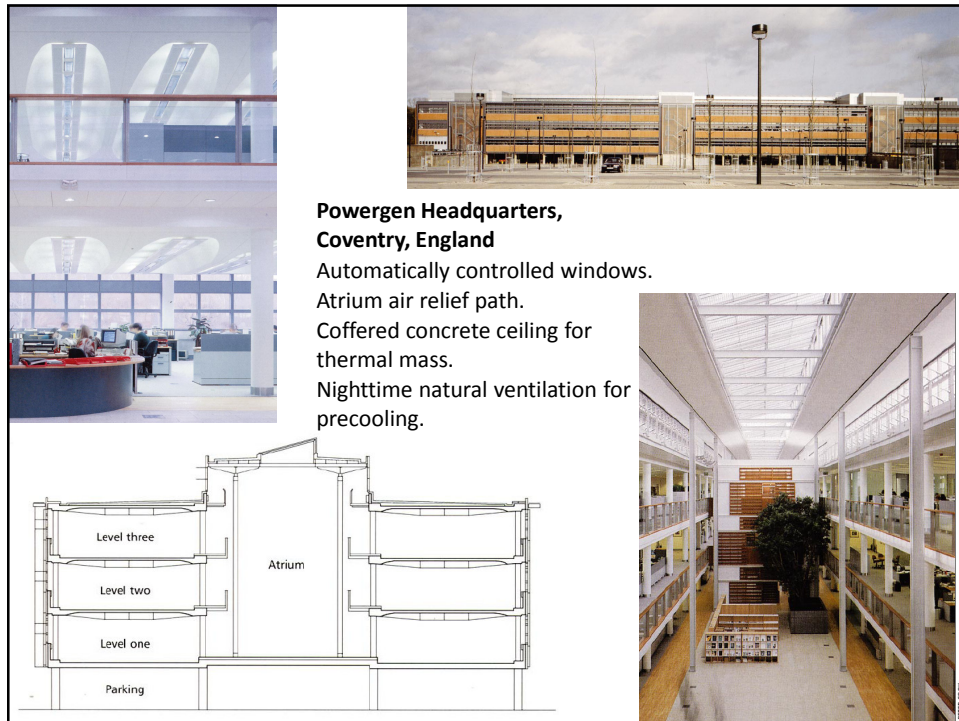 Powergen Headquarters,
Coventry, England
Automatically controlled windows.
Atrium air relief path.
Coffered concrete ceiling for
thermal mass.
Nighttime natural ventilation for
precooling.
Level three
Level two
Level one
Atrium
Parking